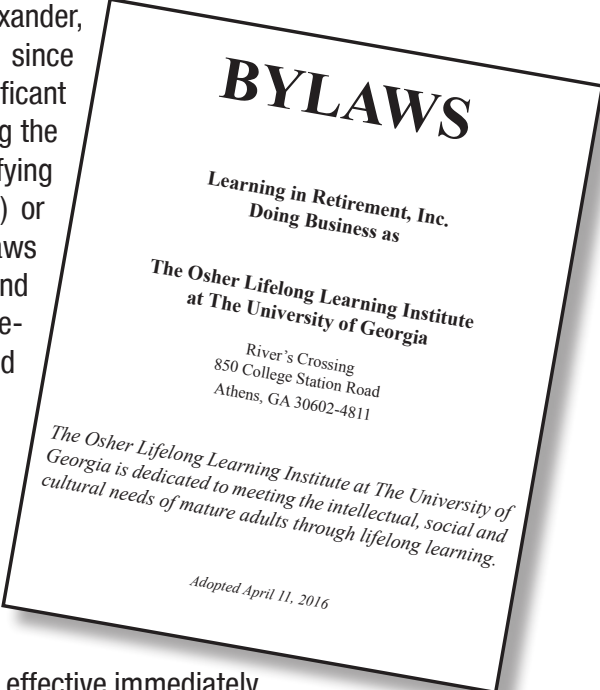 xander,
since
ficant
g the
fying
) or
aws
nd
e-
d
BYLAWS
Learning in Retirement, Inc.
Doing Business as
The Osher Lifelong Learning Institute
at The University of Georgia
River's Crossing
850 College Station Road
Athens, GA 30602-4811
The Osher Lifelong Learning Institute at The University of
Georgia is dedicated to meeting the intellectual, social and
cultural needs of mature adults through lifelong learning.
Adopted April 11, 2016
effective immediately